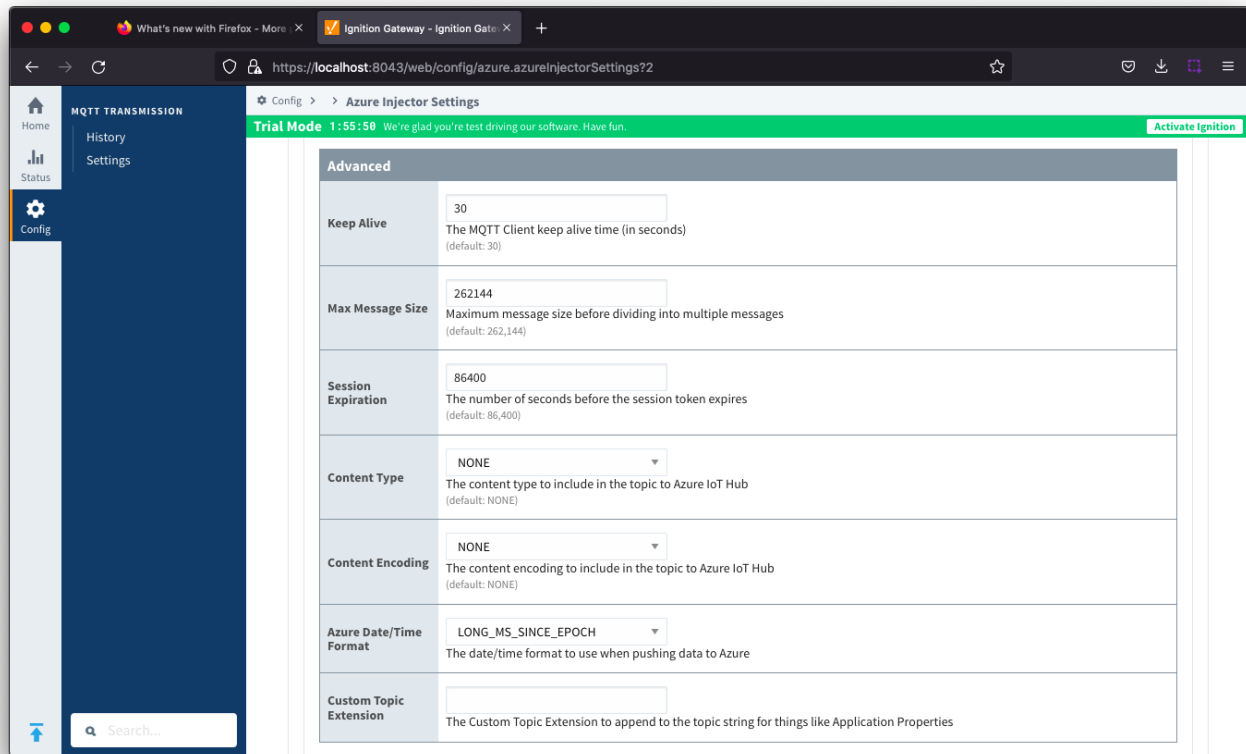 What's new with Firefox - More
Ignition Gateway - Ignition Gate
https://localhost:8043/web/config/azure.azureInjectorSettings?2
Home
Status
Config
MQTT TRANSMISSION
History
Settings
Search...
Config > > Azure Injector Settings
Trial Mode 1:55:50 We're glad you're test driving our software. Have fun.
Activate Ignition
Advanced
Keep Alive
30
The MQTT Client keep alive time (in seconds)
(default: 30)
Max Message Size
262144
Maximum message size before dividing into multiple messages
(default: 262,144)
Session
Expiration
86400
The number of seconds before the session token expires
(default: 86,400)
Content Type
NONE
The content type to include in the topic to Azure IoT Hub
(default: NONE)
Content Encoding
NONE
The content encoding to include in the topic to Azure IoT Hub
(default: NONE)
Azure Date/Time
Format
LONG_MS_SINCE_EPOCH
The date/time format to use when pushing data to Azure
Custom Topic
Extension
The Custom Topic Extension to append to the topic string for things like Application Properties